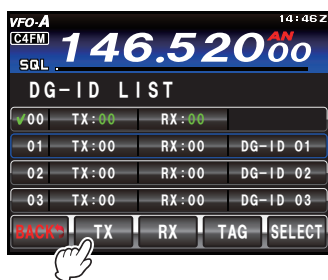 VFO-A 14:46Z
C4FM 146.520 00 AN
SQL
DG-ID LIST
✓00 TX:00 RX:00
01 TX:00 RX:00 DG-ID 01
02 TX:00 RX:00 DG-ID 02
03 TX:00 RX:00 DG-ID 03
BACK TX RX TAG SELECT